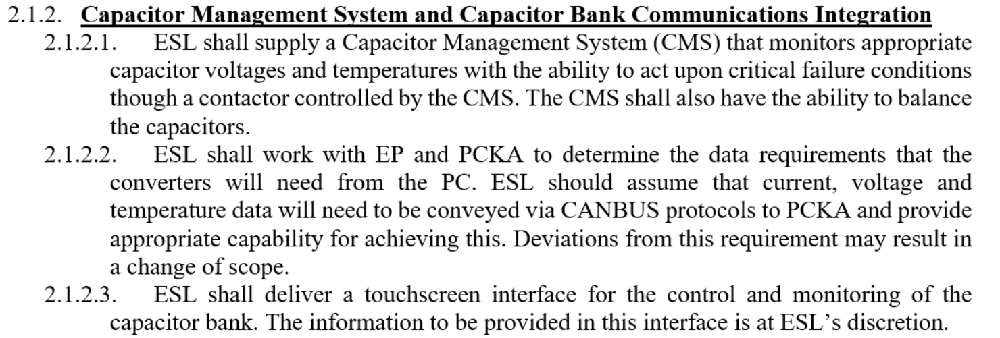 2.1.2. Capacitor Management System and Capacitor Bank Communications Integration
2.1.2.1. ESL shall supply a Capacitor Management System (CMS) that monitors appropriate
capacitor voltages and temperatures with the ability to act upon critical failure conditions
though a contactor controlled by the CMS. The CMS shall also have the ability to balance
the capacitors.
2.1.2.2. ESL shall work with EP and PCKA to determine the data requirements that the
converters will need from the PC. ESL should assume that current, voltage and
temperature data will need to be conveyed via CANBUS protocols to PCKA and provide
appropriate capability for achieving this. Deviations from this requirement may result in
a change of scope.
2.1.2.3. ESL shall deliver a touchscreen interface for the control and monitoring of the
capacitor bank. The information to be provided in this interface is at ESL's discretion.